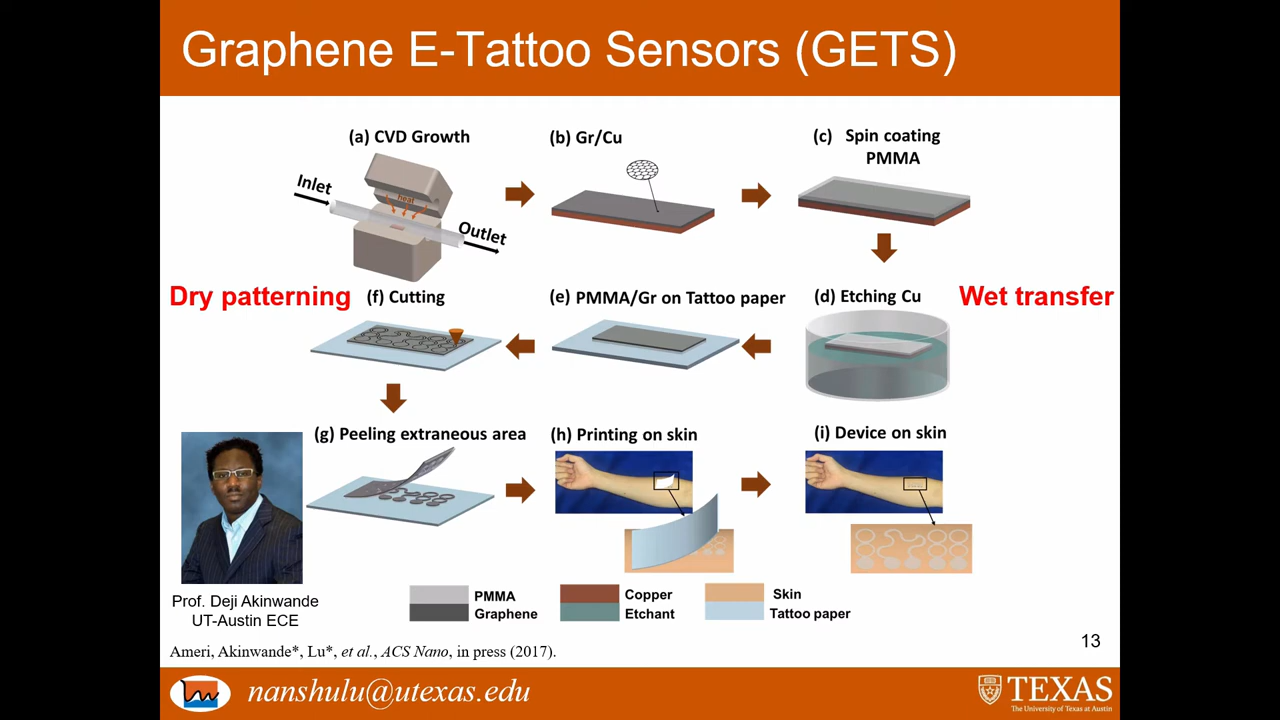 Graphene E-Tattoo Sensors (GETS)
(a) CVD Growth
Inlet
heat
Outlet
(b) Gr/Cu
(c) Spin coating
PMMA
Dry patterning
(f) Cutting
(e) PMMA/Gr on Tattoo paper
(d) Etching Cu
Wet transfer
(g) Peeling extraneous area
(h) Printing on skin
(i) Device on skin
Prof. Deji Akinwande
UT-Austin ECE
PMMA
Graphene
Copper
Etchant
Skin
Tattoo paper
Ameri, Akinwande*, Lu*, et al., ACS Nano, in press (2017).
13
nanshulu@utexas.edu
TEXAS
The University of Texas at Austin